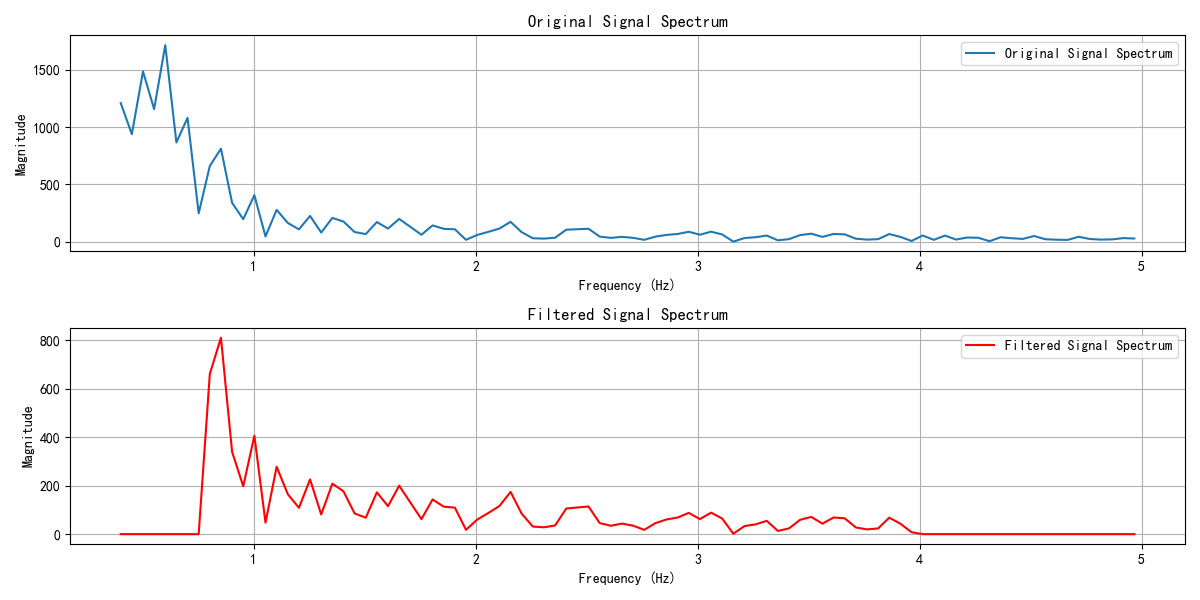 Original Signal Spectrum
Original Signal Spectrum
Magnitude
1500
1000
500
0
1 2 3 4 5
Frequency (Hz)
Filtered Signal Spectrum
Filtered Signal Spectrum
Magnitude
800
600
400
200
0
1 2 3 4 5
Frequency (Hz)